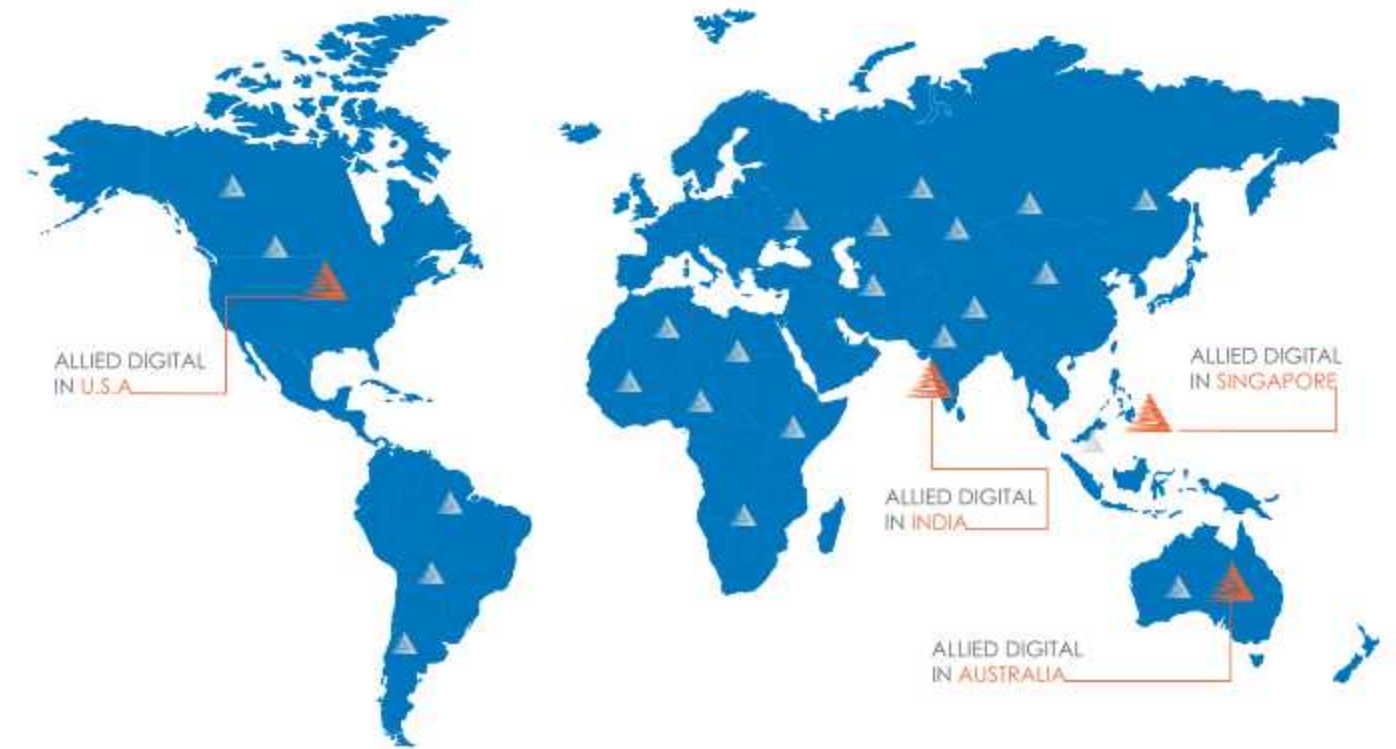 ALLIED DIGITAL
IN U.S.A
ALLIED DIGITAL
IN SINGAPORE
ALLIED DIGITAL
IN INDIA
ALLIED DIGITAL
IN AUSTRALIA